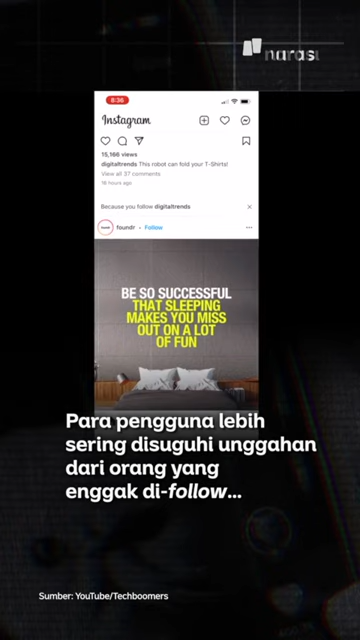 narasi
8:36
Instagram
15,166 views
digitaltrends This robot can fold your T-Shirts!
View all 37 comments
16 hours ago
Because you follow digitaltrends
foundr • Follow
BE SO SUCCESSFUL
THAT SLEEPING
MAKES YOU MISS
OUT ON A LOT
OF FUN
Para pengguna lebih
sering disuguhi unggahan
dari orang yang
enggak di-follow...
Sumber: YouTube/Techboomers